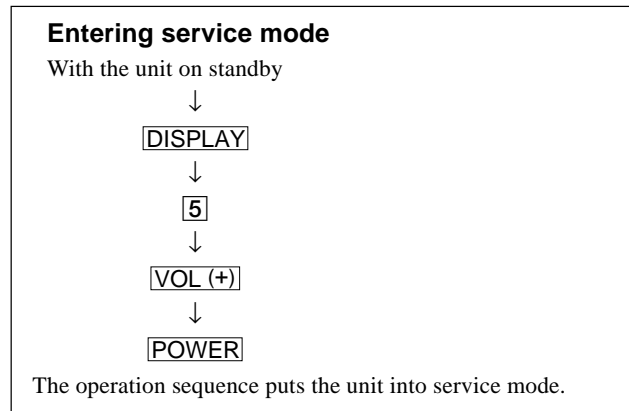 Entering service mode
With the unit on standby
↓
DISPLAY
↓
5
↓
VOL (+)
↓
POWER
The operation sequence puts the unit into service mode.